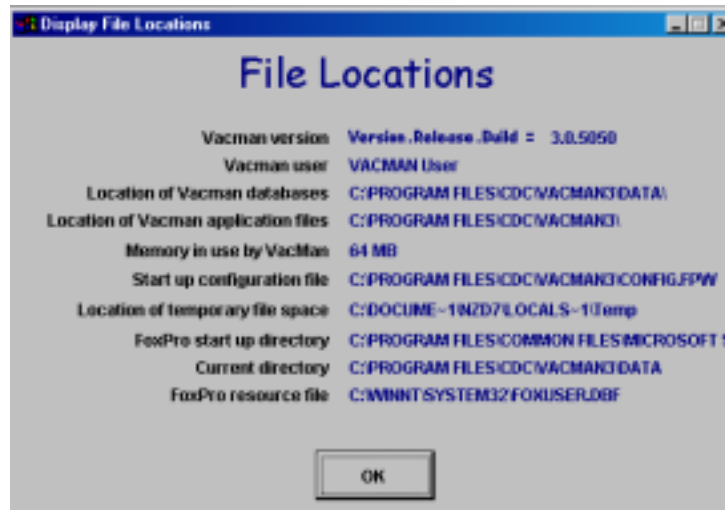 Display File Locations
File Locations
Vacman version Version.Release.Build = 3.0.5050
Vacman user VACMAN User
Location of Vacman databases C:\PROGRAM FILES\CDC\VACMAN3\DATA\
Location of Vacman application files C:\PROGRAM FILES\CDC\VACMAN3\
Memory in use by VacMan 64 MB
Start up configuration file C:\PROGRAM FILES\CDC\VACMAN3\CONFIG.FPW
Location of temporary file space C:\DOCUME~1\NZD7\LOCALS~1\Temp
FoxPro start up directory C:\PROGRAM FILES\COMMON FILES\MICROSOFT S
Current directory C:\PROGRAM FILES\CDC\VACMAN3\DATA
FoxPro resource file C:\WINNT\SYSTEM32\FOXUSER.DBF
OK